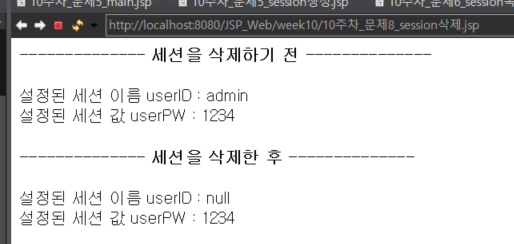 10주차_문제5_main.jsp 10주차_문제5_session생성.jsp 10주차_문제6_session
http://localhost:8080/JSP_Web/week10/10주차_문제8_session삭제.jsp
-------------- 세션을 삭제하기 전 --------------
설정된 세션 이름 userID : admin
설정된 세션 값 userPW : 1234
-------------- 세션을 삭제한 후 --------------
설정된 세션 이름 userID : null
설정된 세션 값 userPW : 1234